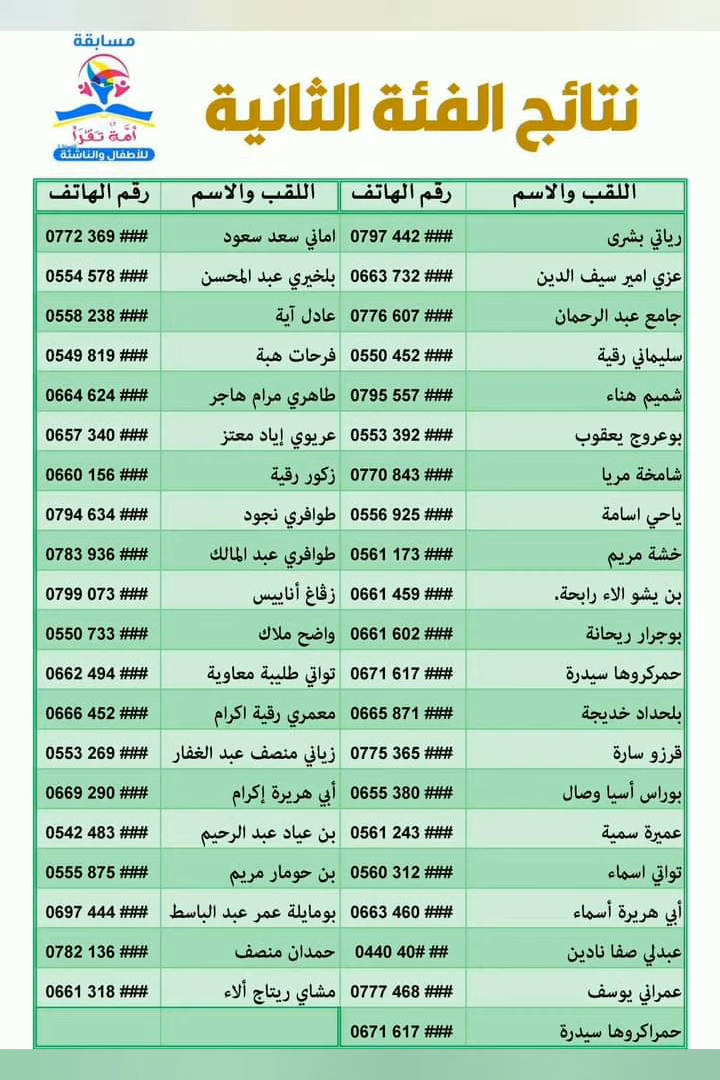 مسابقة
أمة تقرأ
للأطفال والناشئة
نتائج الفئة الثانية
اللقب والاسم رقم الهاتف اللقب والاسم رقم الهاتف
رياتي بشرى 0797 442 ### اماني سعد سعود 0772 369 ###
عزي امير سيف الدين 0663 732 ### بلخيري عبد المحسن 0554 578 ###
جامع عبد الرحمان 0776 607 ### عادل آية 0558 238 ###
سليماني رقية 0550 452 ### فرحات هبة 0549 819 ###
شميم هناء 0795 557 ### طاهري مرام هاجر 0664 624 ###
بوعروج يعقوب 0553 392 ### عريوي إياد معتز 0657 340 ###
شامخة مريا 0770 843 ### زكور رقية 0660 156 ###
ياحي اسامة 0556 925 ### طوافري نجود 0794 634 ###
خشة مريم 0561 173 ### طوافري عبد المالك 0783 936 ###
بن يشو الاء رابحة. 0661 459 ### زڤاغ أناييس 0799 073 ###
بوجرار ريحانة 0661 602 ### واضح ملاك 0550 733 ###
حمركروها سيدرة 0671 617 ### تواتي طليبة معاوية 0662 494 ###
بلحداد خديجة 0665 871 ### معمري رقية اكرام 0666 452 ###
قرزو سارة 0775 365 ### زياني منصف عبد الغفار 0553 269 ###
بوراس أسيا وصال 0655 380 ### أبي هريرة إكرام 0669 290 ###
عميرة سمية 0561 243 ### بن عياد عبد الرحيم 0542 483 ###
تواتي اسماء 0560 312 ### بن حومار مريم 0555 875 ###
أبي هريرة أسماء 0663 460 ### بومايلة عمر عبد الباسط 0697 444 ###
عبدلي صفا نادين 0440 40# ## حمدان منصف 0782 136 ###
عمراني يوسف 0777 468 ### مشاي ريتاج ألاء 0661 318 ###
حمراكروها سيدرة 0671 617 ###